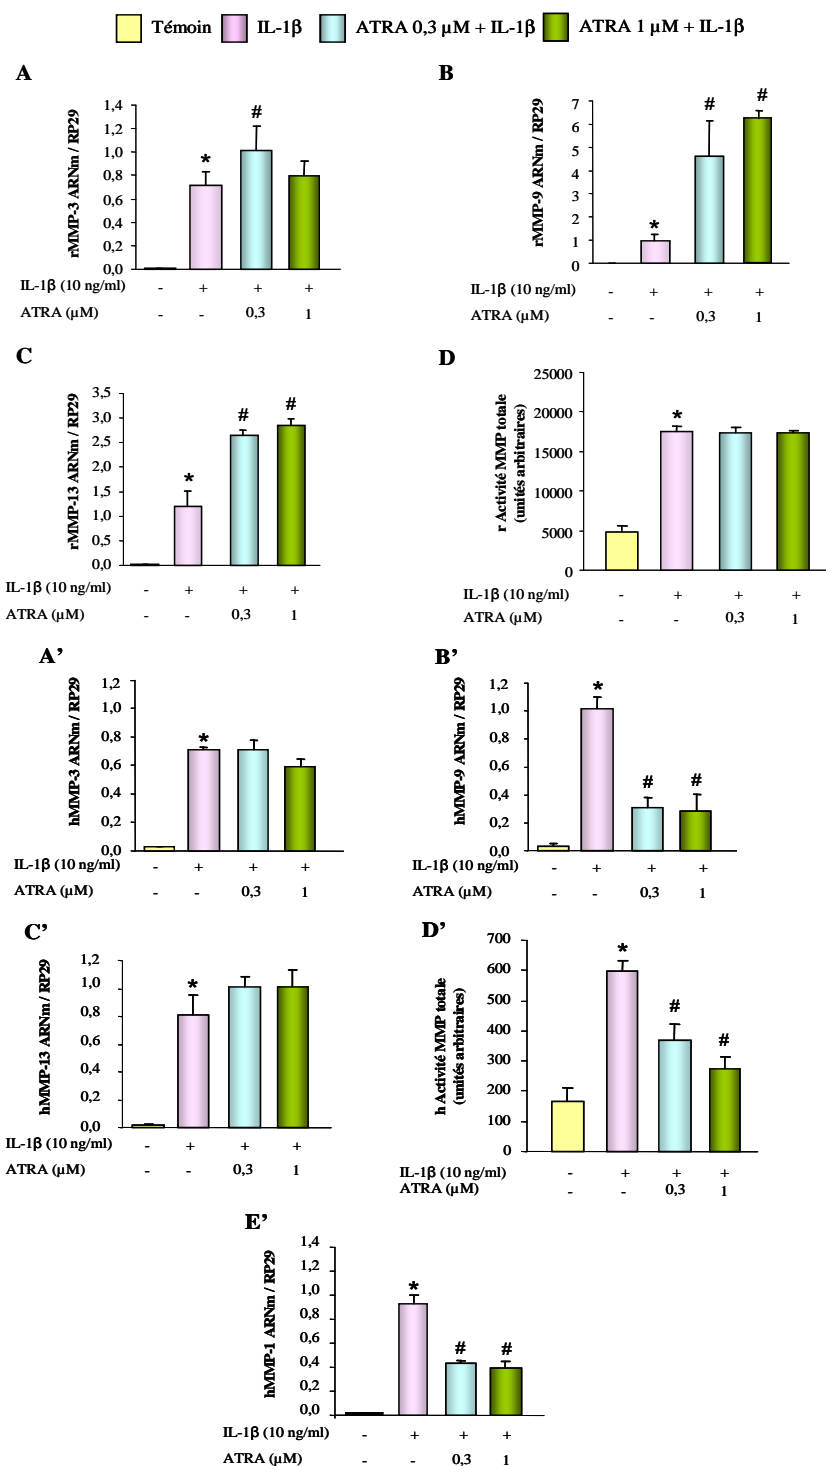 Témoin IL-1β ATRA 0,3 µM + IL-1β ATRA 1 µM + IL-1β
A
rMMP-3 ARNm / RP29
1,4
1,2
1,0
0,8
0,6
0,4
0,2
0,0
* #
IL-1β (10 ng/ml) - + + +
ATRA (µM) - - 0,3 1
B
rMMP-9 ARNm / RP29
7
6
5
4
3
2
1
0
* # #
IL-1β (10 ng/ml) - + + +
ATRA (µM) - - 0,3 1
C
rMMP-13 ARNm / RP29
3,5
3,0
2,5
2,0
1,5
1,0
0,5
0,0
* # #
IL-1β (10 ng/ml) - + + +
ATRA (µM) - - 0,3 1
D
r Activité MMP totale
(unités arbitraires)
25000
20000
15000
10000
5000
0
*
IL-1β (10 ng/ml) - + + +
ATRA (µM) - - 0,3 1
A’
hMMP-3 ARNm / RP29
1,2
1,0
0,8
0,6
0,4
0,2
0,0
*
IL-1β (10 ng/ml) - + + +
ATRA (µM) - - 0,3 1
B’
hMMP-9 ARNm / RP29
1,2
1,0
0,8
0,6
0,4
0,2
0,0
* # #
IL-1β (10 ng/ml) - + + +
ATRA (µM) - - 0,3 1
C’
hMMP-13 ARNm / RP29
1,2
1,0
0,8
0,6
0,4
0,2
0,0
*
IL-1β (10 ng/ml) - + + +
ATRA (µM) - - 0,3 1
D’
h Activité MMP totale
(unités arbitraires)
700
600
500
400
300
200
100
0
* # #
IL-1β (10 ng/ml) - + + +
ATRA (µM) - - 0,3 1
E’
hMMP-1 ARNm / RP29
1,4
1,2
1,0
0,8
0,6
0,4
0,2
0,0
* # #
IL-1β (10 ng/ml) - + + +
ATRA (µM) - - 0,3 1